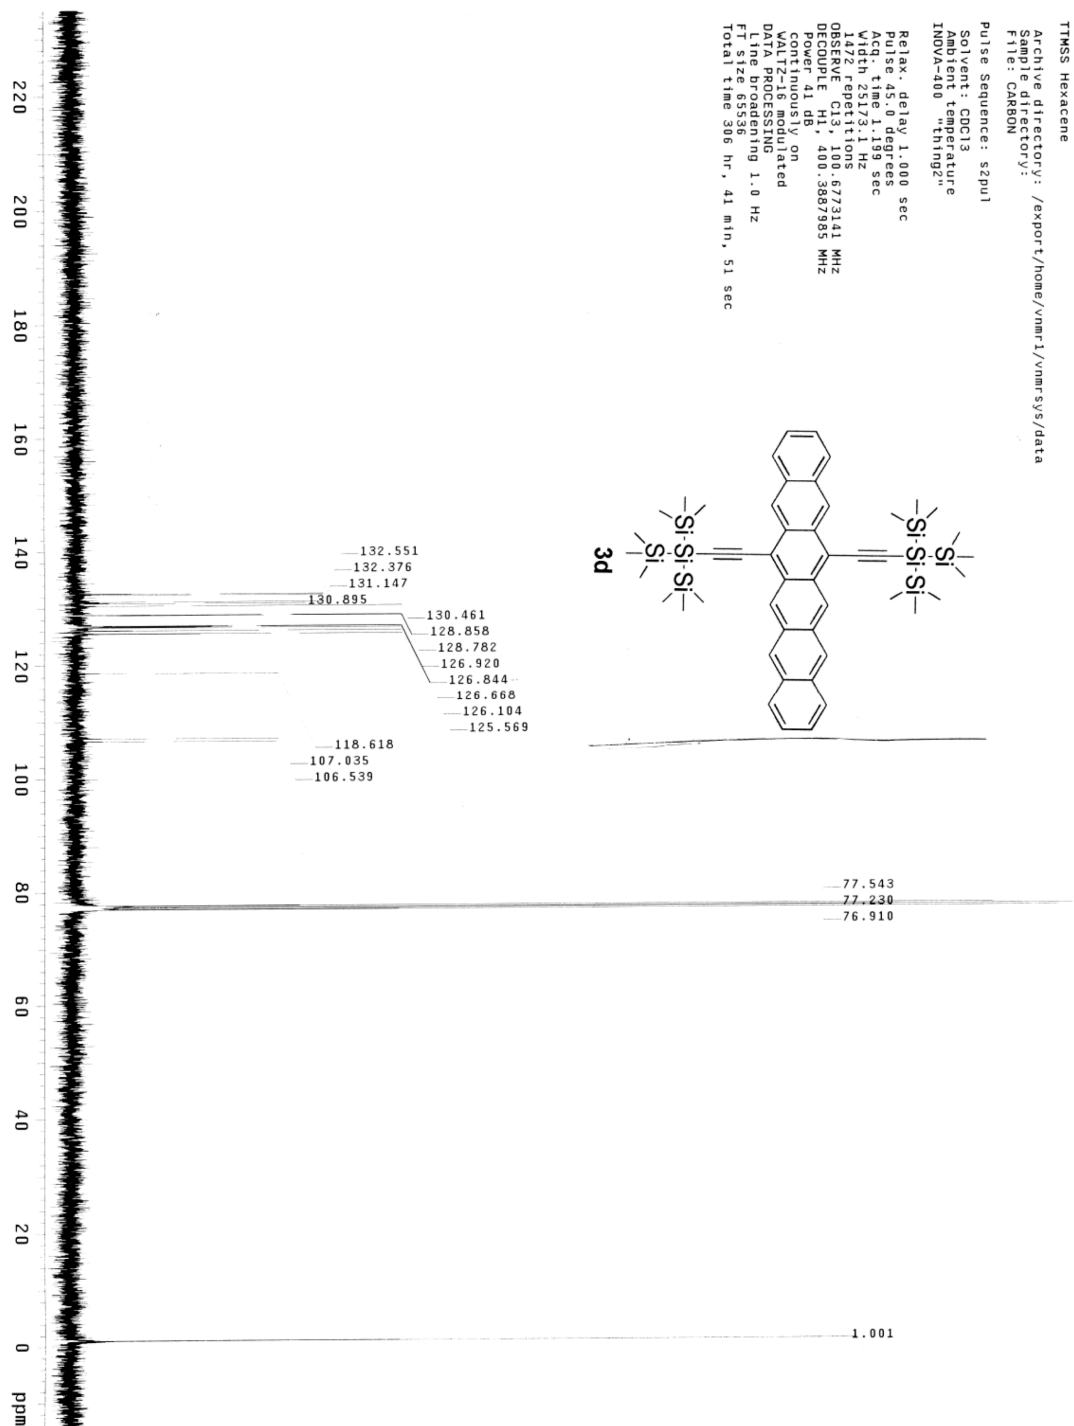 TTMSS Hexacene
Archive directory: /export/home/vnmr1/vnmrsys/data
Sample directory:
File: CARBON
Pulse Sequence: s2pul
Solvent: CDCl3
Ambient temperature
INOVA-400 "thing2"
Relax. delay 1.000 sec
Pulse 45.0 degrees
Acq. time 1.199 sec
Width 25173.1 Hz
1472 repetitions
OBSERVE C13, 100.6773141 MHz
DECOUPLE H1, 400.3887985 MHz
Power 41 dB
continuously on
WALTZ-16 modulated
DATA PROCESSING
Line broadening 1.0 Hz
FT size 65536
Total time 306 hr, 41 min, 51 sec
Si
Si
Si
Si
Si
Si
Si
Si
3d
132.551
132.376
131.147
130.895
130.461
128.858
128.782
126.920
126.844
126.668
126.104
125.569
118.618
107.035
106.539
77.543
77.230
76.910
1.001
220 200 180 160 140 120 100 80 60 40 20 0 ppm